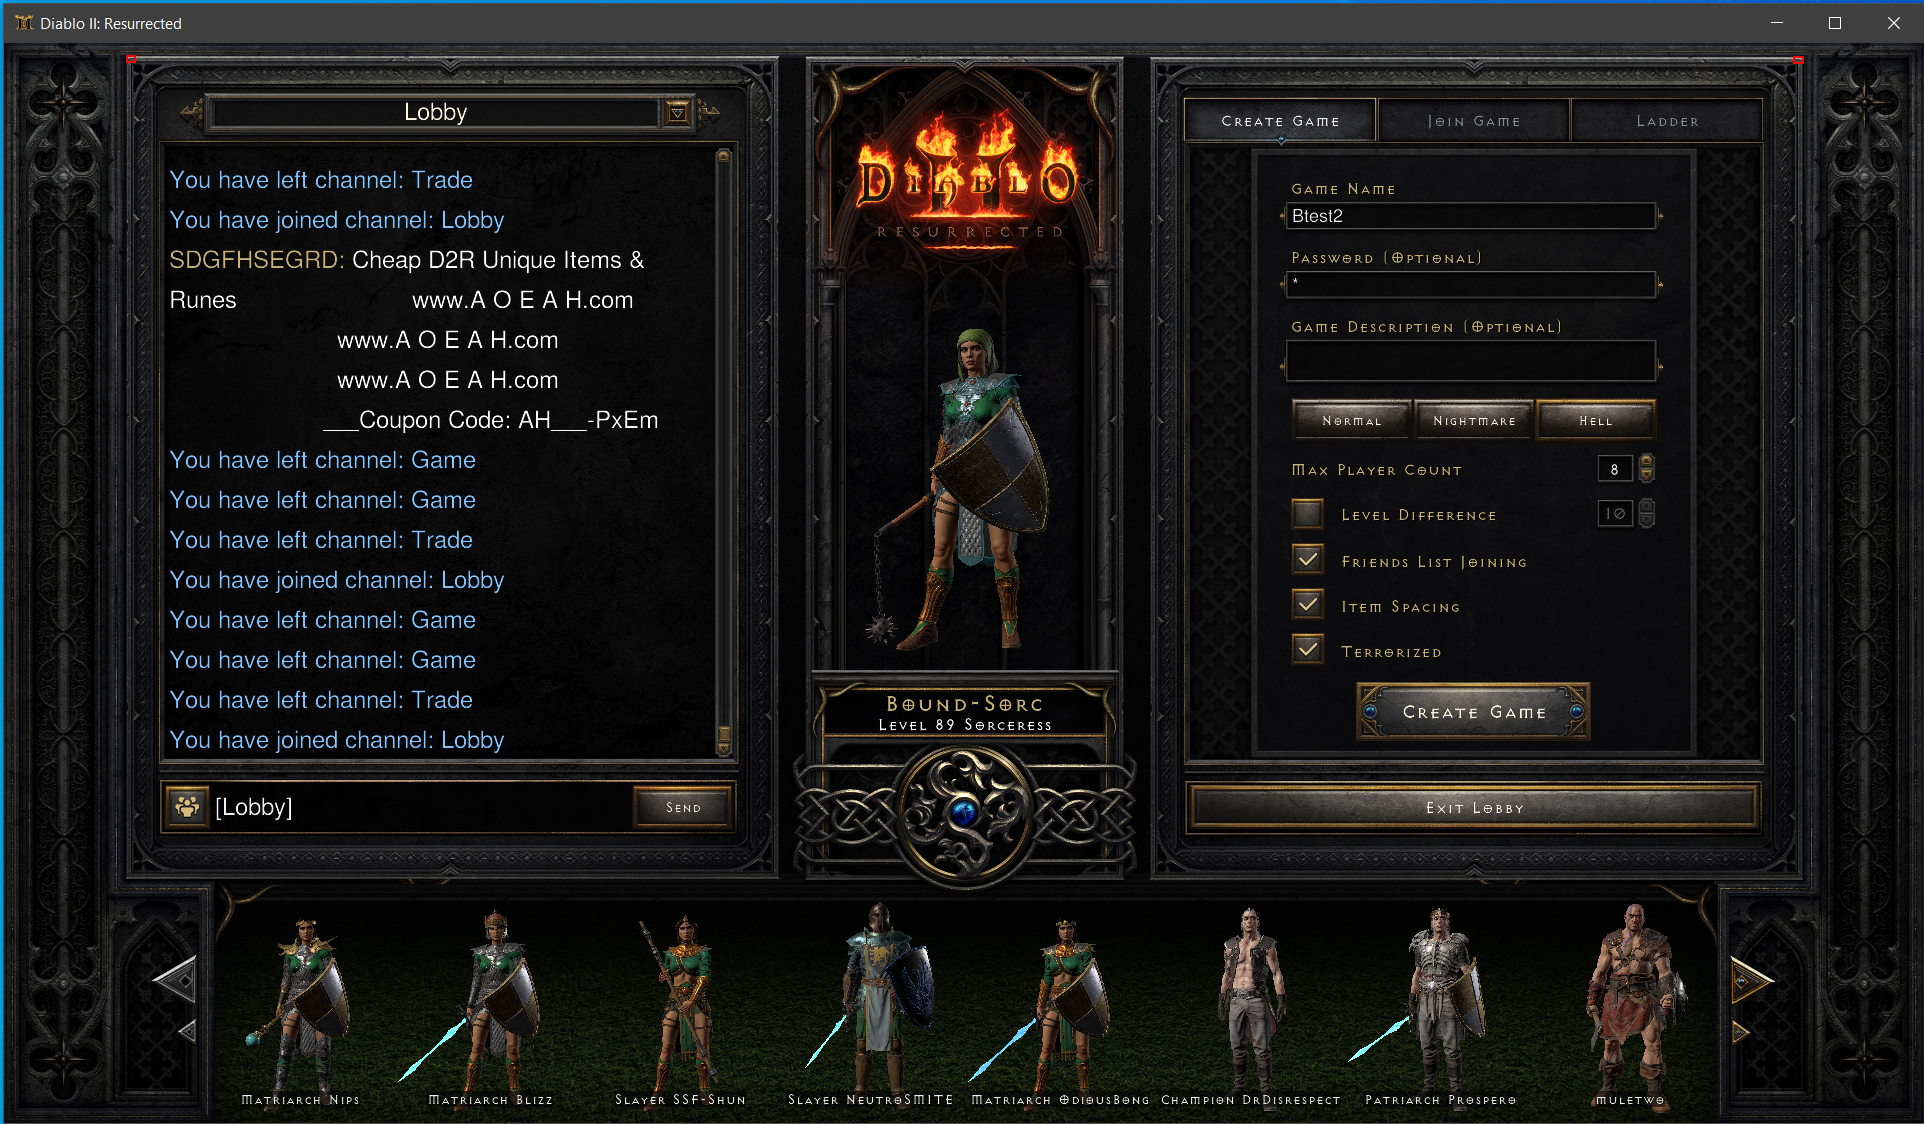 Diablo II: Resurrected
Lobby
You have left channel: Trade
You have joined channel: Lobby
SDGFHSEGRD: Cheap D2R Unique Items &
Runes www.A O E A H.com
www.A O E A H.com
www.A O E A H.com
___Coupon Code: AH___-PxEm
You have left channel: Game
You have left channel: Game
You have left channel: Trade
You have joined channel: Lobby
You have left channel: Game
You have left channel: Game
You have left channel: Trade
You have joined channel: Lobby
[Lobby]
Send
DIABLO II
RESURRECTED
Bound-Sorc
Level 89 Sorceress
Create Game
Join Game
Ladder
Game Name
Btest2
Password (Optional)
*
Game Description (Optional)
Normal
Nightmare
Hell
Max Player Count
8
Level Difference
10
Friends List Joining
Item Spacing
Terrorized
Create Game
Exit Lobby
Matriarch Nips
Matriarch Blizz
Slayer SSF-Shun
Slayer NeutroSMITE
Matriarch OdiousBong
Champion DrDisrespect
Patriarch Prospero
muletwo